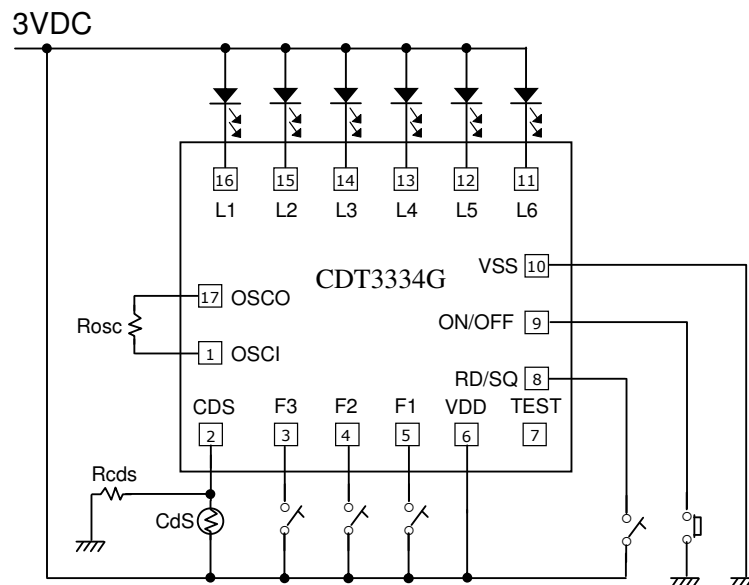 3VDC
16 15 14 13 12 11
L1 L2 L3 L4 L5 L6
VSS 10
CDT3334G
17 OSCO
Rosc
ON/OFF 9
1 OSCI
RD/SQ 8
CDS F3 F2 F1 VDD TEST
2 3 4 5 6 7
Rcds
CdS